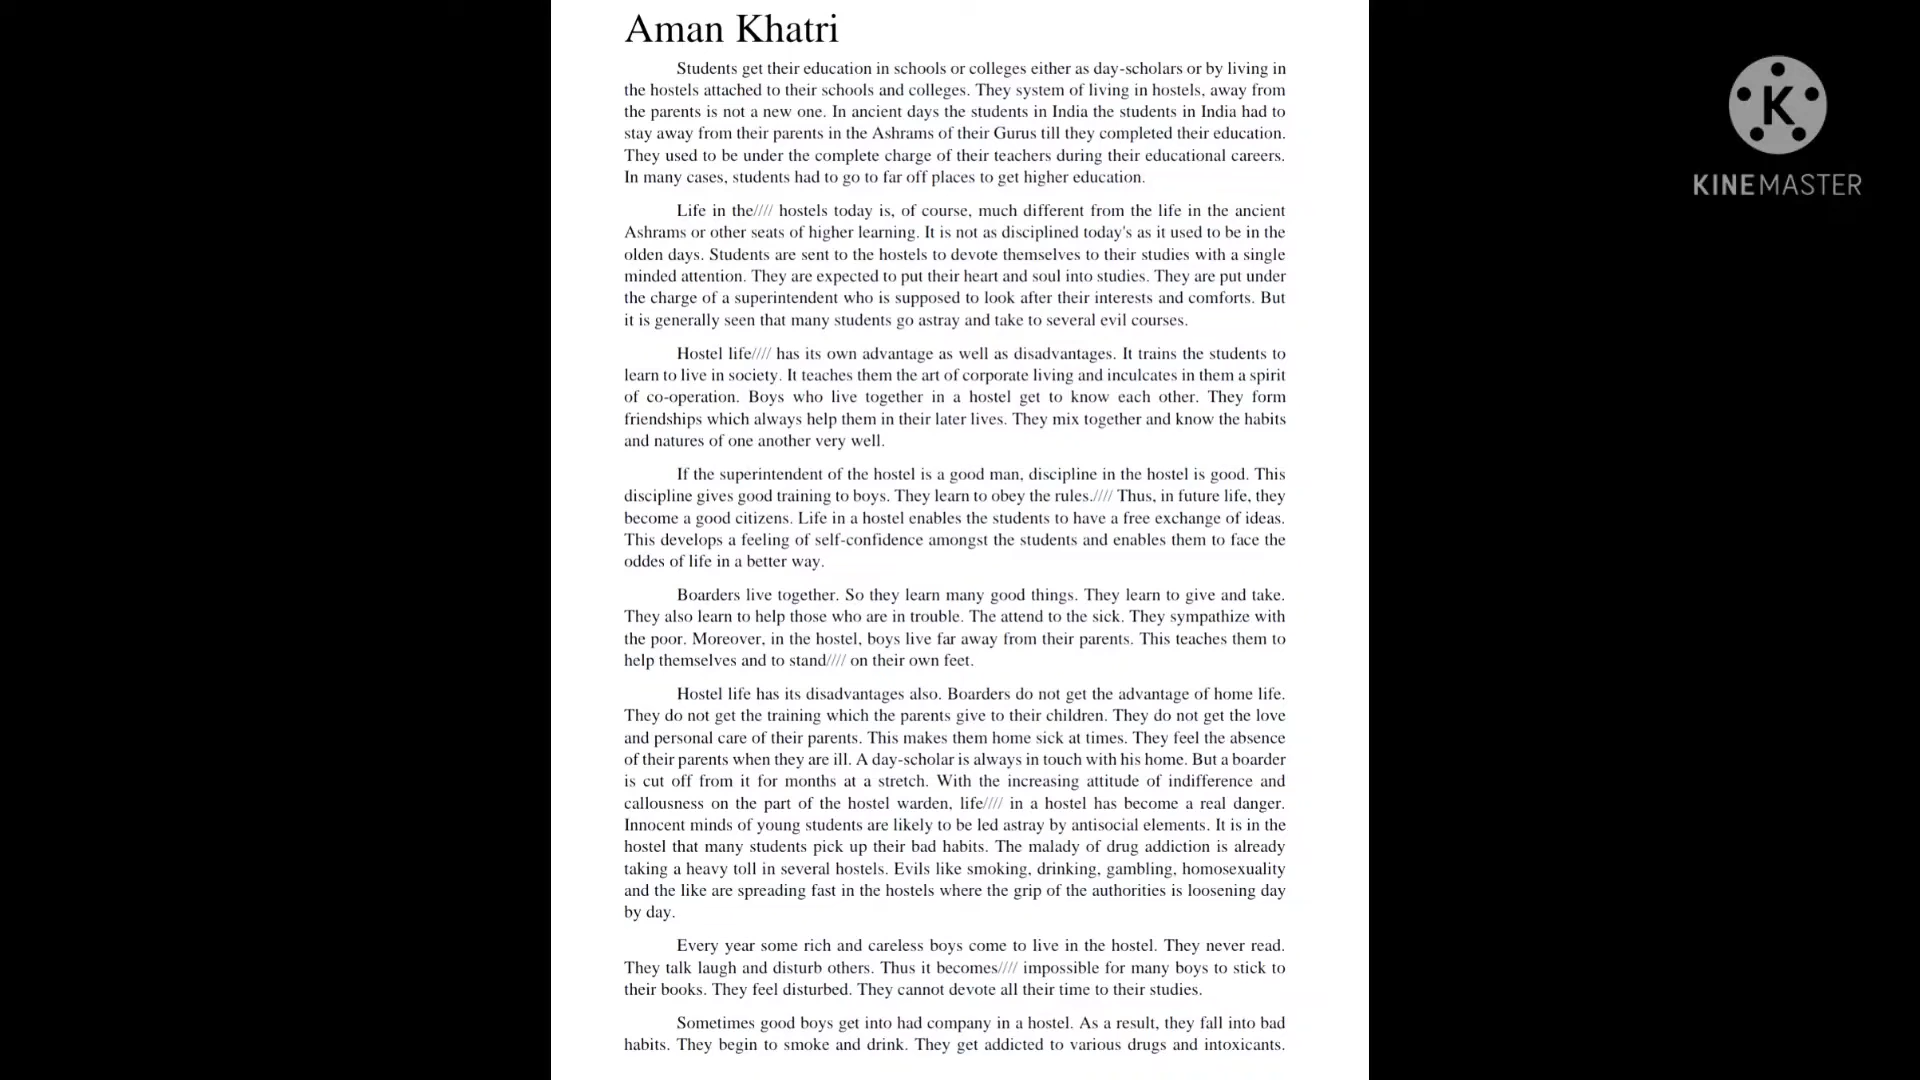 Aman Khatri
Students get their education in schools or colleges either as day-scholars or by living in
the hostels attached to their schools and colleges. They system of living in hostels, away from
the parents is not a new one. In ancient days the students in India the students in India had to
stay away from their parents in the Ashrams of their Gurus till they completed their education.
They used to be under the complete charge of their teachers during their educational careers.
In many cases, students had to go to far off places to get higher education.
Life in the//// hostels today is, of course, much different from the life in the ancient
Ashrams or other seats of higher learning. It is not as disciplined today's as it used to be in the
olden days. Students are sent to the hostels to devote themselves to their studies with a single
minded attention. They are expected to put their heart and soul into studies. They are put under
the charge of a superintendent who is supposed to look after their interests and comforts. But
it is generally seen that many students go astray and take to several evil courses.
Hostel life//// has its own advantage as well as disadvantages. It trains the students to
learn to live in society. It teaches them the art of corporate living and inculcates in them a spirit
of co-operation. Boys who live together in a hostel get to know each other. They form
friendships which always help them in their later lives. They mix together and know the habits
and natures of one another very well.
If the superintendent of the hostel is a good man, discipline in the hostel is good. This
discipline gives good training to boys. They learn to obey the rules.//// Thus, in future life, they
become a good citizens. Life in a hostel enables the students to have a free exchange of ideas.
This develops a feeling of self-confidence amongst the students and enables them to face the
oddes of life in a better way.
Boarders live together. So they learn many good things. They learn to give and take.
They also learn to help those who are in trouble. The attend to the sick. They sympathize with
the poor. Moreover, in the hostel, boys live far away from their parents. This teaches them to
help themselves and to stand//// on their own feet.
Hostel life has its disadvantages also. Boarders do not get the advantage of home life.
They do not get the training which the parents give to their children. They do not get the love
and personal care of their parents. This makes them home sick at times. They feel the absence
of their parents when they are ill. A day-scholar is always in touch with his home. But a boarder
is cut off from it for months at a stretch. With the increasing attitude of indifference and
callousness on the part of the hostel warden, life//// in a hostel has become a real danger.
Innocent minds of young students are likely to be led astray by antisocial elements. It is in the
hostel that many students pick up their bad habits. The malady of drug addiction is already
taking a heavy toll in several hostels. Evils like smoking, drinking, gambling, homosexuality
and the like are spreading fast in the hostels where the grip of the authorities is loosening day
by day.
Every year some rich and careless boys come to live in the hostel. They never read.
They talk laugh and disturb others. Thus it becomes//// impossible for many boys to stick to
their books. They feel disturbed. They cannot devote all their time to their studies.
Sometimes good boys get into had company in a hostel. As a result, they fall into bad
habits. They begin to smoke and drink. They get addicted to various drugs and intoxicants.
K
KINEMASTER